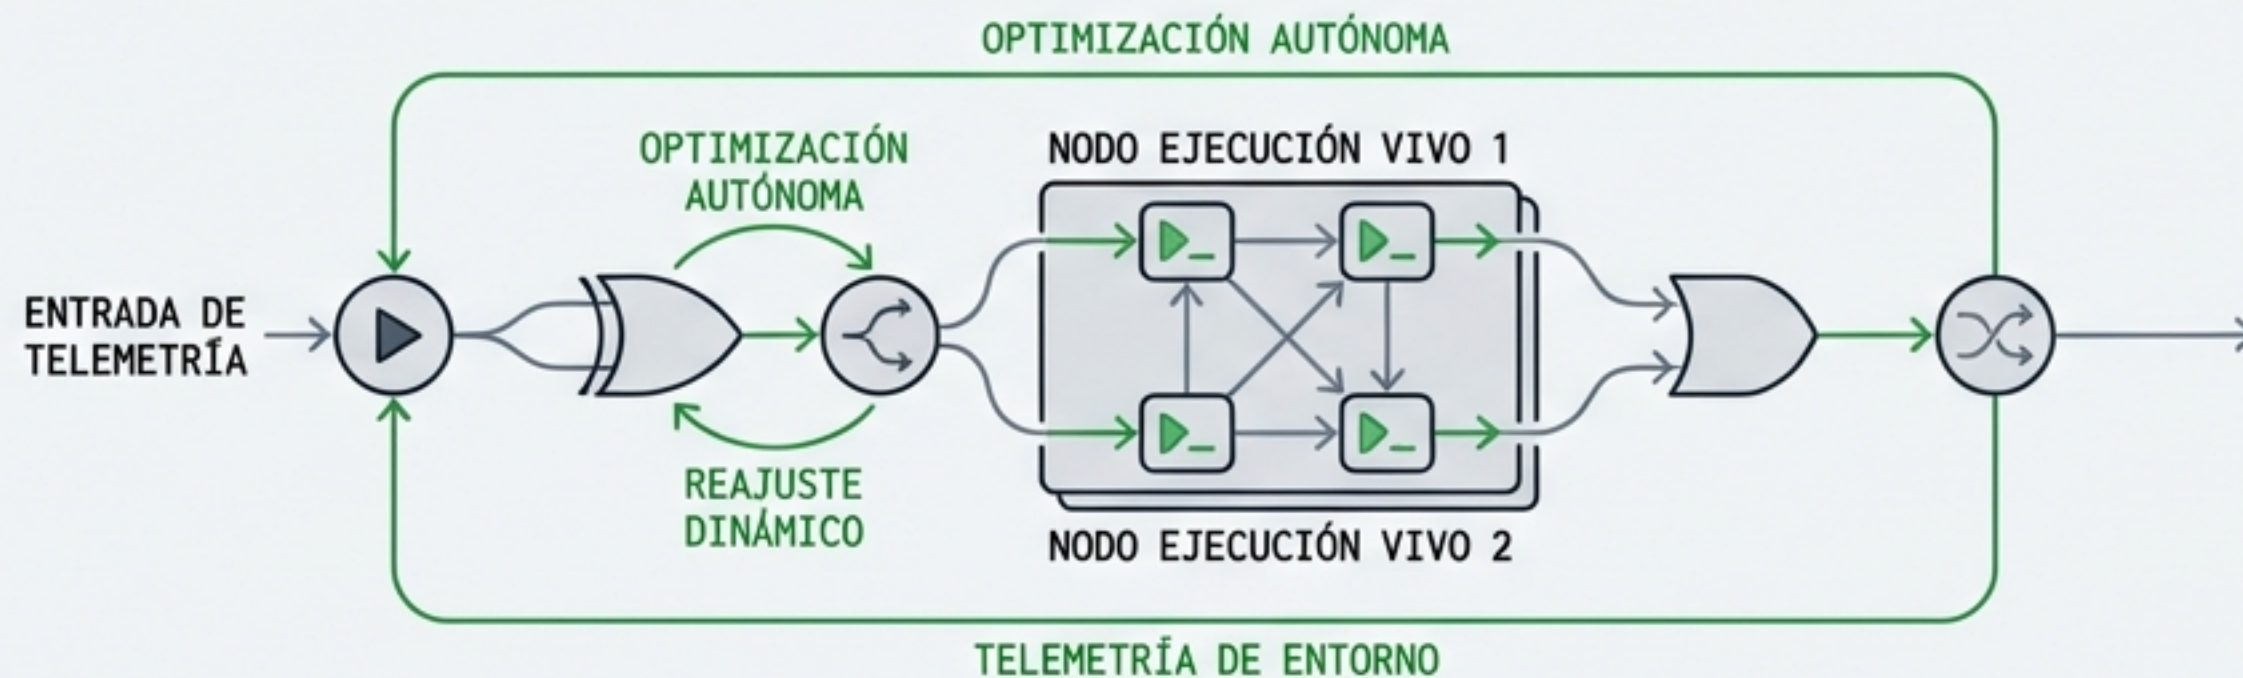 OPTIMIZACIÓN AUTÓNOMA
OPTIMIZACIÓN
AUTÓNOMA
NODO EJECUCIÓN VIVO 1
ENTRADA DE
TELEMETRÍA
REAJUSTE
DINÁMICO
NODO EJECUCIÓN VIVO 2
TELEMETRÍA DE ENTORNO